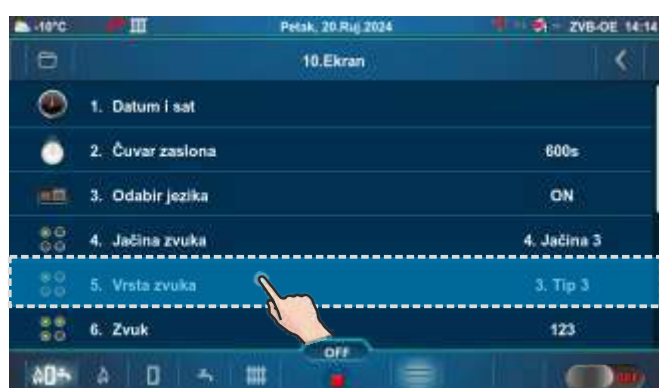 -10°C Petak, 20.Ruj.2024 ZVB-OE 14:14
10.Ekran
1. Datum i sat
2. Čuvar zaslona 600s
3. Odabir jezika ON
4. Jačina zvuka 4. Jačina 3
5. Vrsta zvuka 3. Tip 3
6. Zvuk 123
OFF
OFF